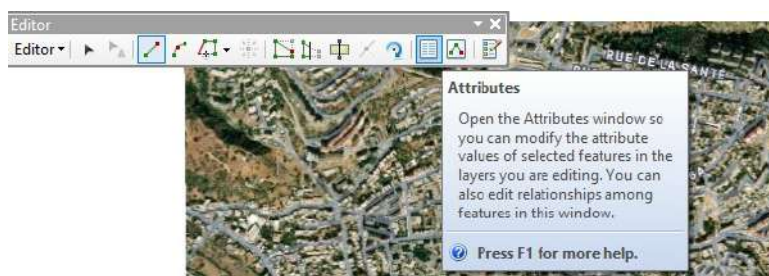 Editor
Editor
RUE DE LA SANTÉ
Attributes
Open the Attributes window so
you can modify the attribute
values of selected features in the
layers you are editing. You can
also edit relationships among
features in this window.
Press F1 for more help.